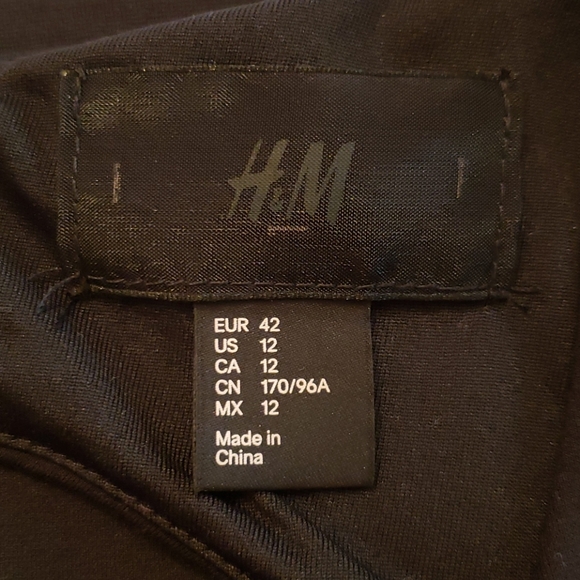 H&M
EUR 42
US 12
CA 12
CN 170/96A
MX 12
Made in
China